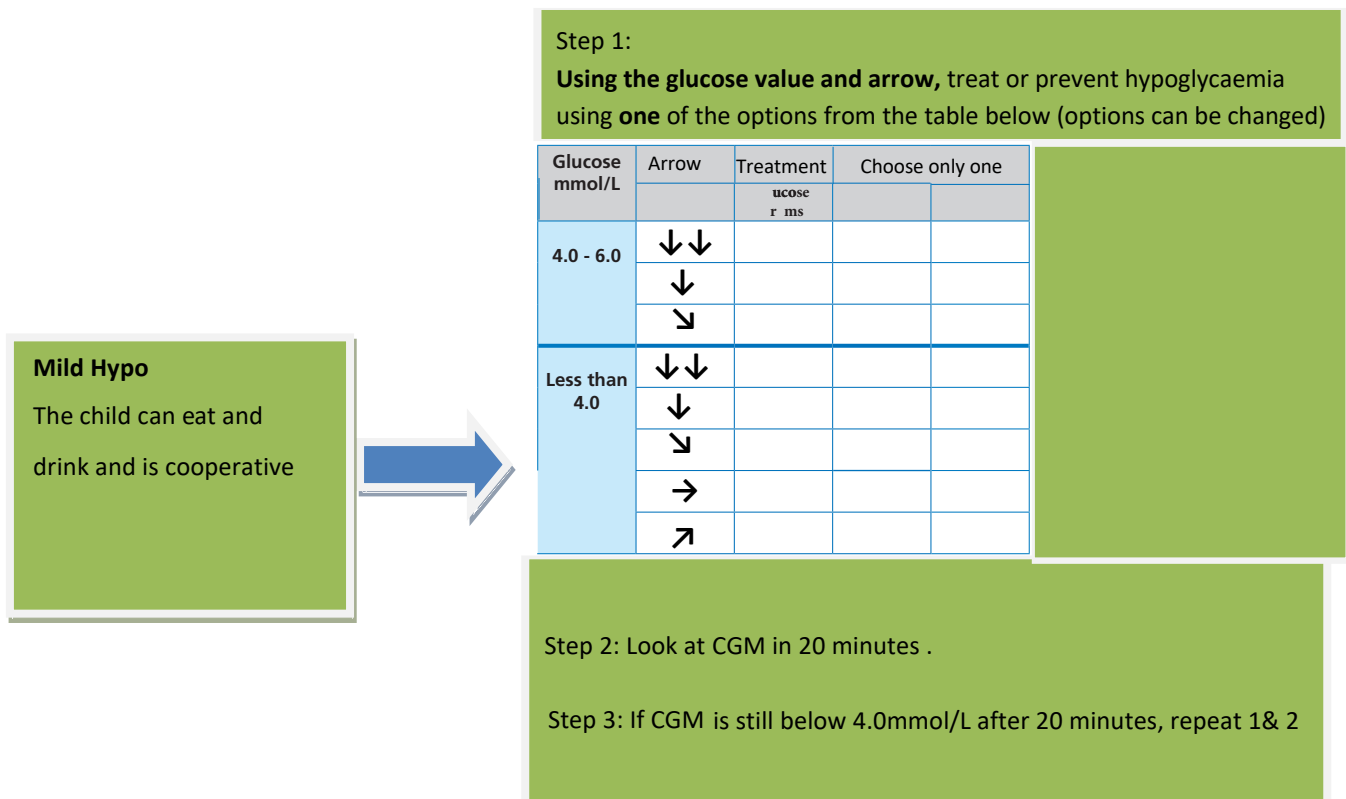 Step 1:
Using the glucose value and arrow, treat or prevent hypoglycaemia
using one of the options from the table below (options can be changed)
Glucose mmol/L Arrow Treatment Choose only one
ucose
r ms
4.0 - 6.0 ↓↓
↓
↘
Less than 4.0 ↓↓
↓
↘
→
↗
Mild Hypo
The child can eat and
drink and is cooperative
Step 2: Look at CGM in 20 minutes .
Step 3: If CGM is still below 4.0mmol/L after 20 minutes, repeat 1& 2